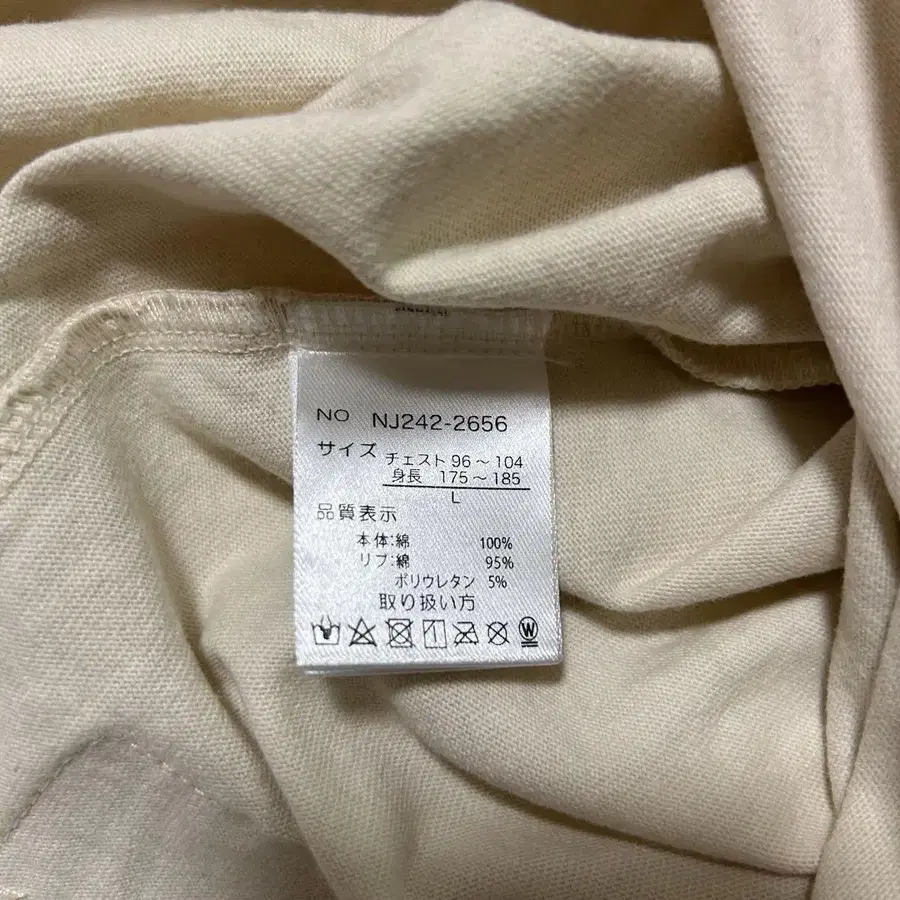 NO NJ242-2656
サイズ チェスト 96～104
身長 175～185
L
品質表示
本体:綿 100%
リブ:綿 95%
ポリウレタン 5%
取り扱い方
W